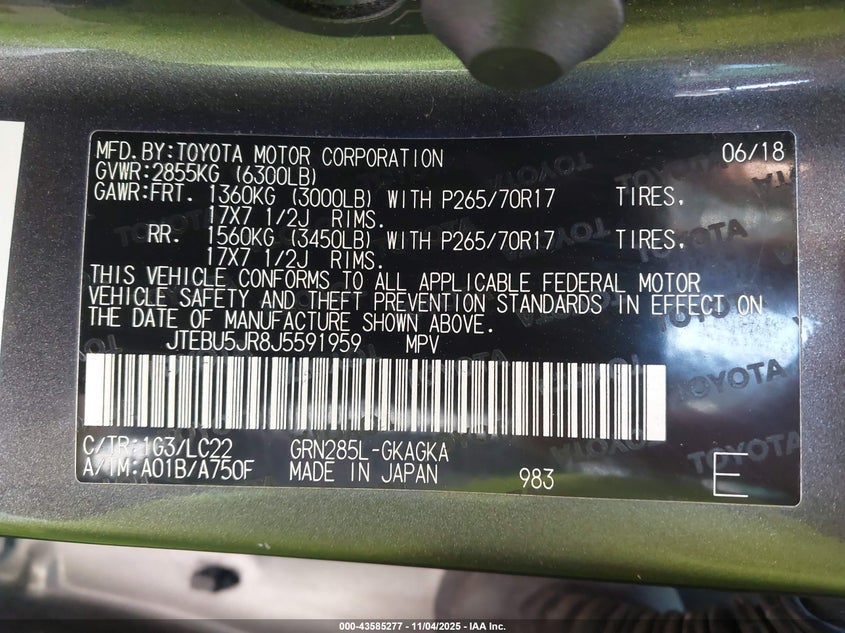 MFD.BY:TOYOTA MOTOR CORPORATION 06/18
GVWR:2855KG (6300LB)
GAWR:FRT. 1360KG (3000LB) WITH P265/70R17 TIRES,
17X7 1/2J RIMS.
RR. 1560KG (3450LB) WITH P265/70R17 TIRES,
17X7 1/2J RIMS.
THIS VEHICLE CONFORMS TO ALL APPLICABLE FEDERAL MOTOR
VEHICLE SAFETY AND THEFT PREVENTION STANDARDS IN EFFECT ON
THE DATE OF MANUFACTURE SHOWN ABOVE.
JTEBU5JR8J5591959 MPV
C/TR:1G3/LC22 GRN285L-GKAGKA
A/TM:A01B/A750F MADE IN JAPAN 983 E
000-43585277 - 11/04/2025 - IAA Inc.